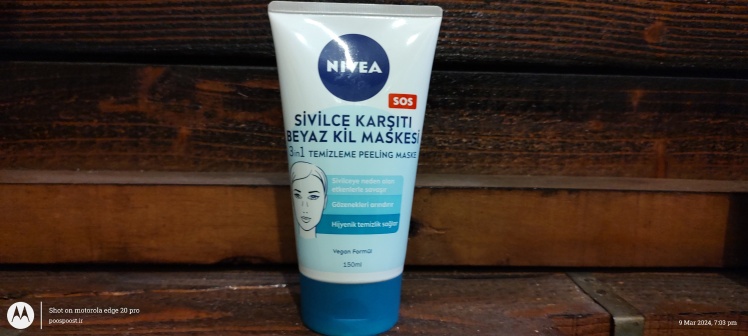 NIVEA
SOS
SİVİLCE KARŞITI
BEYAZ KİL MASKESİ
3in1 TEMİZLEME PEELING MASKE
Sivilceye neden olan
etkenlerle savaşır
Gözenekleri arındırır
Hijyenik temizlik sağlar
Vegan Formül
150ml
Shot on motorola edge 20 pro
poospoost.ir
9 Mar 2024, 7:03 pm